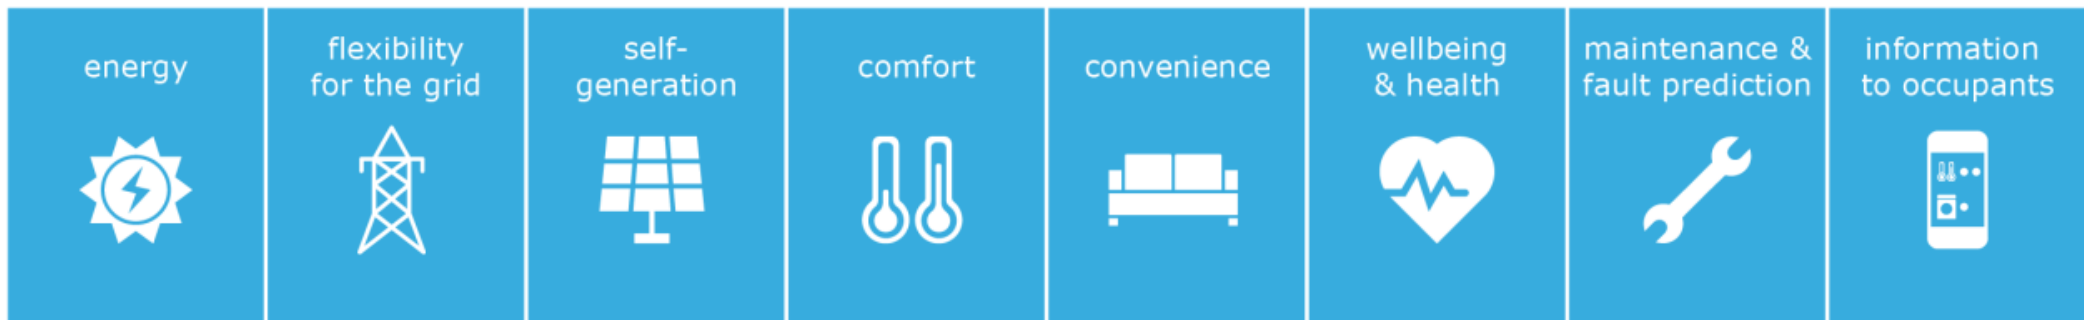 energy
flexibility
for the grid
self-
generation
comfort
convenience
wellbeing
& health
maintenance &
fault prediction
information
to occupants